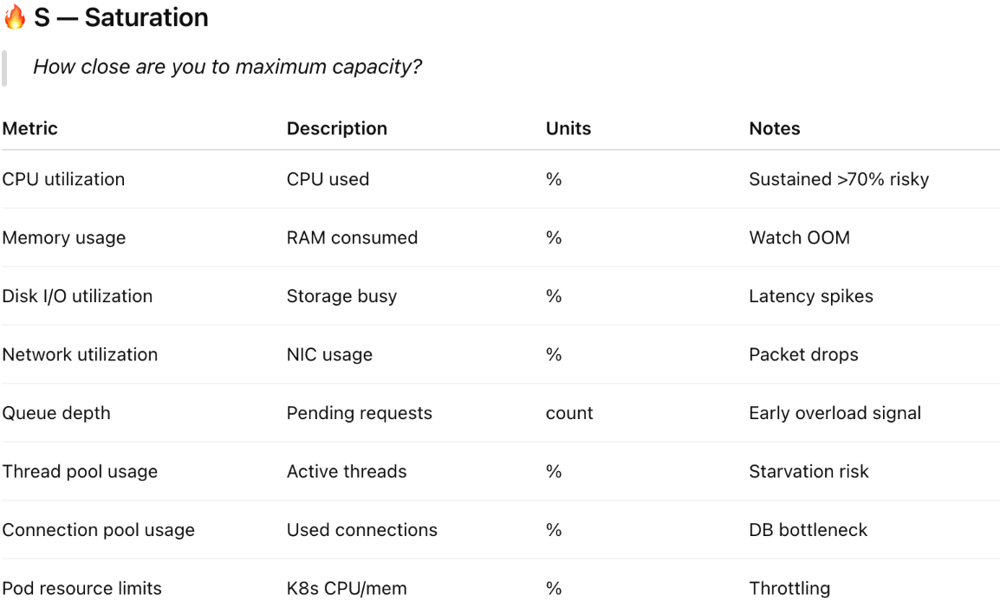 🔥 S — Saturation
How close are you to maximum capacity?
Metric Description Units Notes
CPU utilization CPU used % Sustained >70% risky
Memory usage RAM consumed % Watch OOM
Disk I/O utilization Storage busy % Latency spikes
Network utilization NIC usage % Packet drops
Queue depth Pending requests count Early overload signal
Thread pool usage Active threads % Starvation risk
Connection pool usage Used connections % DB bottleneck
Pod resource limits K8s CPU/mem % Throttling